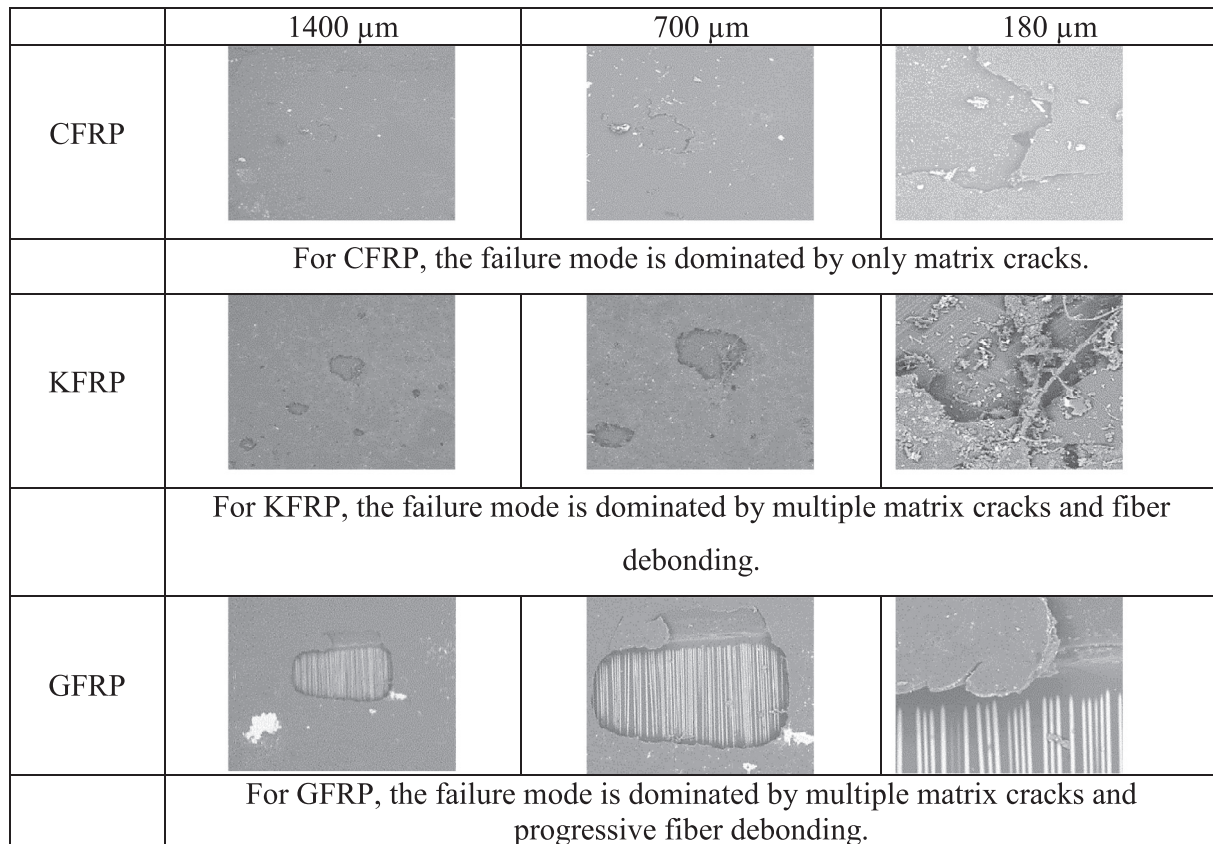 1400 µm 700 µm 180 µm
CFRP
For CFRP, the failure mode is dominated by only matrix cracks.
KFRP
For KFRP, the failure mode is dominated by multiple matrix cracks and fiber
debonding.
GFRP
For GFRP, the failure mode is dominated by multiple matrix cracks and
progressive fiber debonding.